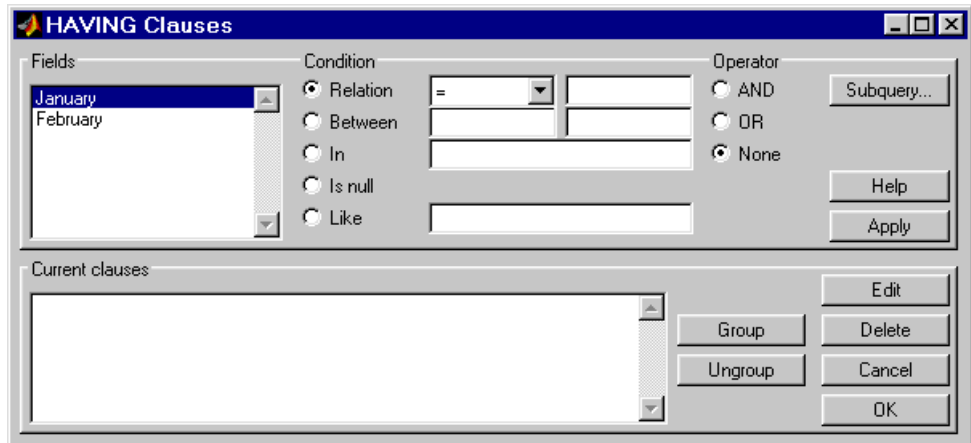 HAVING Clauses
Fields
January
February
Condition
Relation =
Between
In
Is null
Like
Operator
AND
OR
None
Subquery...
Help
Apply
Current clauses
Group
Ungroup
Edit
Delete
Cancel
OK